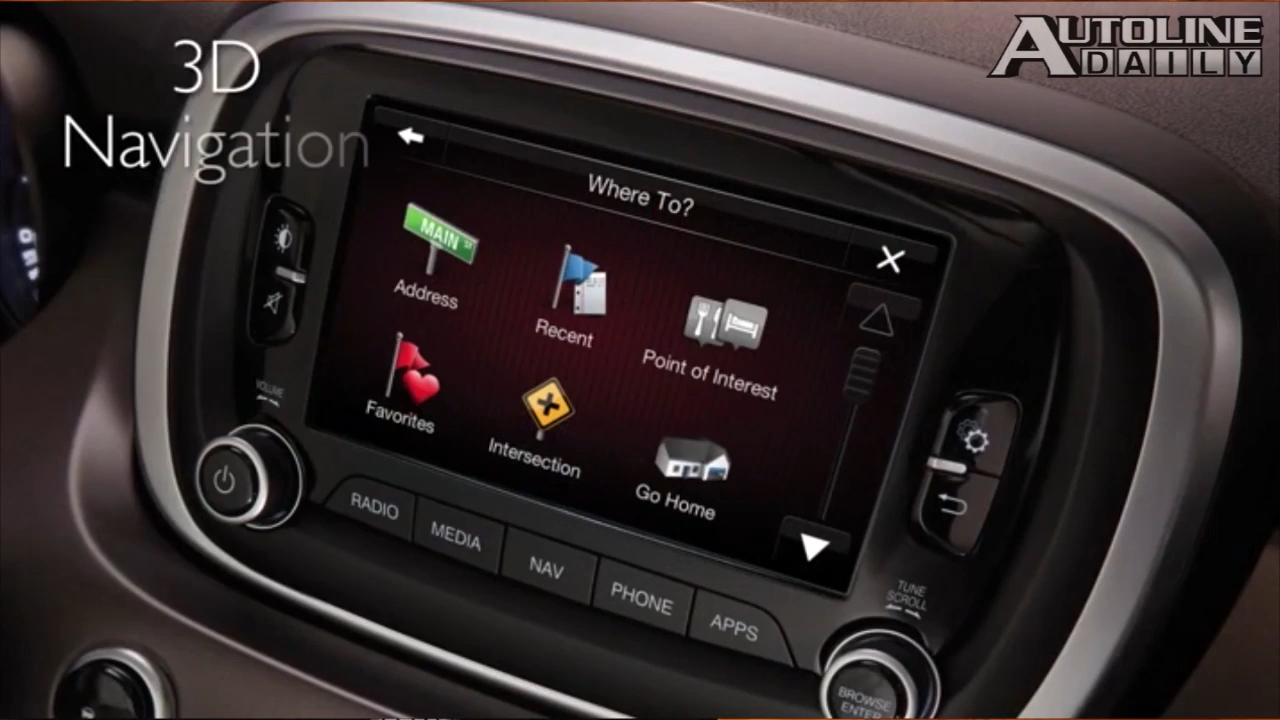 3D
Navigation
AUTOLINE
DAILY
Where To?
MAIN ST
Address
Recent
Point of Interest
Favorites
Intersection
Go Home
VOLUME
RADIO
MEDIA
NAV
PHONE
APPS
TUNE
SCROLL
BROWSE
ENTER